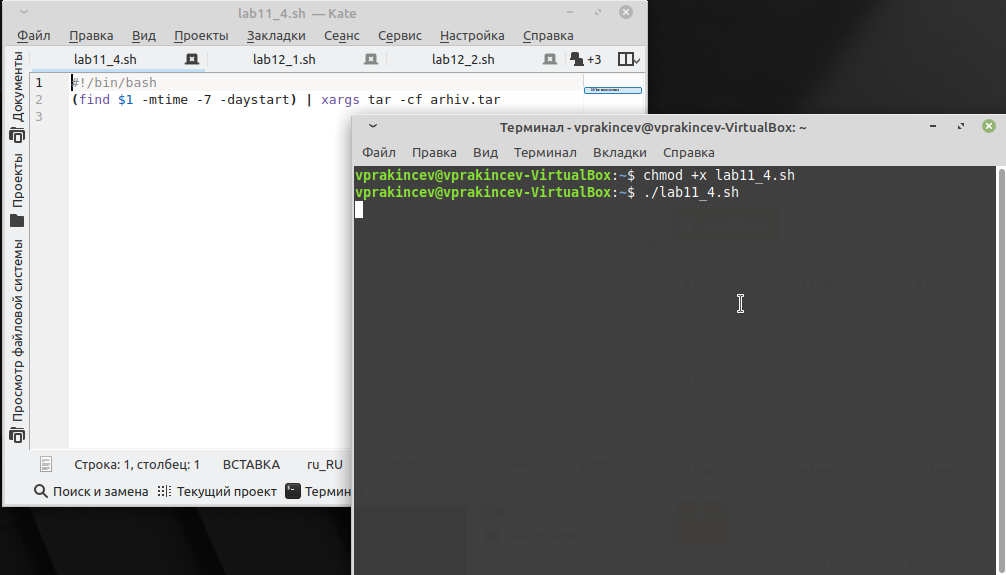 lab11_4.sh — Kate
Файл Правка Вид Проекты Закладки Сеанс Сервис Настройка Справка
lab11_4.sh lab12_1.sh lab12_2.sh +3
Документы
Проекты
Просмотр файловой системы
1 #!/bin/bash
2 (find $1 -mtime -7 -daystart) | xargs tar -cf arhiv.tar
3
Строка: 1, столбец: 1 ВСТАВКА ru_RU
Поиск и замена Текущий проект Термин
Терминал - vprakincev@vprakincev-VirtualBox: ~
Файл Правка Вид Терминал Вкладки Справка
vprakincev@vprakincev-VirtualBox:~$ chmod +x lab11_4.sh
vprakincev@vprakincev-VirtualBox:~$ ./lab11_4.sh